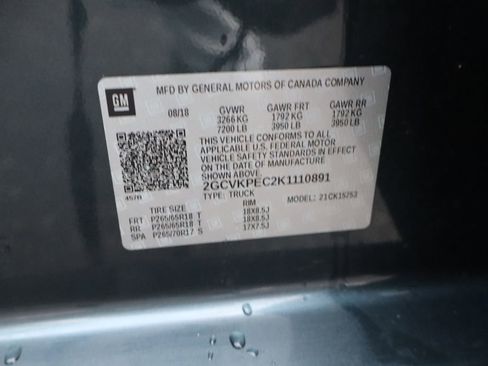 MFD BY GENERAL MOTORS OF CANADA COMPANY
GM
08/18 GVWR GAWR FRT GAWR RR
3266 KG 1792 KG 1792 KG
7200 LB 3950 LB 3950 LB
THIS VEHICLE CONFORMS TO ALL
APPLICABLE U.S. FEDERAL MOTOR
VEHICLE SAFETY STANDARDS IN EFFECT
ON THE DATE OF MANUFACTURE
SHOWN ABOVE.
2GCVKPEC2K1110891
TYPE: TRUCK MODEL: 21CK15753
TIRE SIZE RIM
FRT P265/65R18 T 18X8.5J
RR P265/65R18 T 18X8.5J
SPA P265/70R17 S 17X7.5J